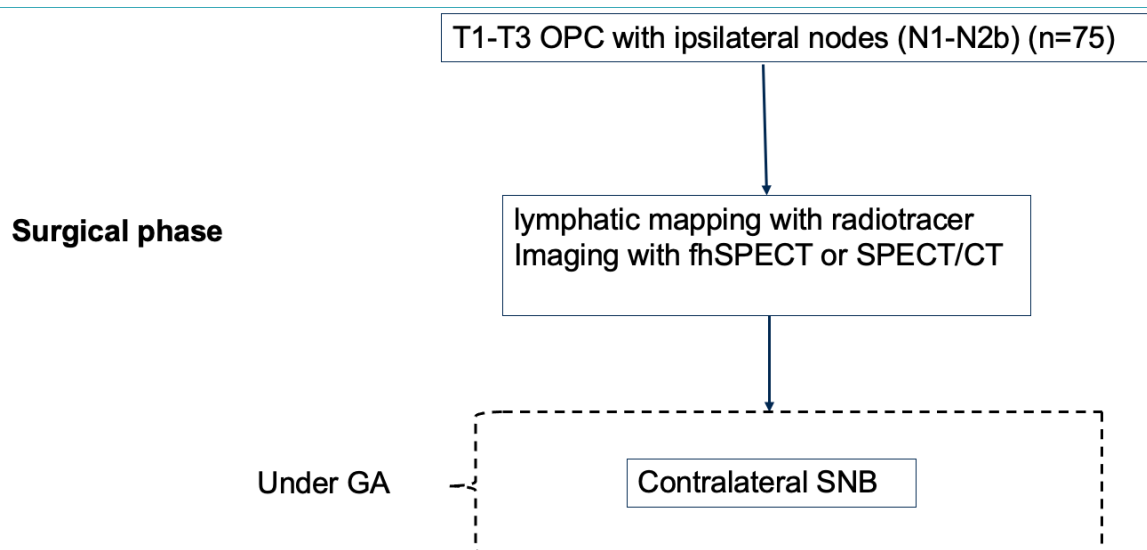 T1-T3 OPC with ipsilateral nodes (N1-N2b) (n=75)
Surgical phase
lymphatic mapping with radiotracer
Imaging with fhSPECT or SPECT/CT
Under GA
Contralateral SNB